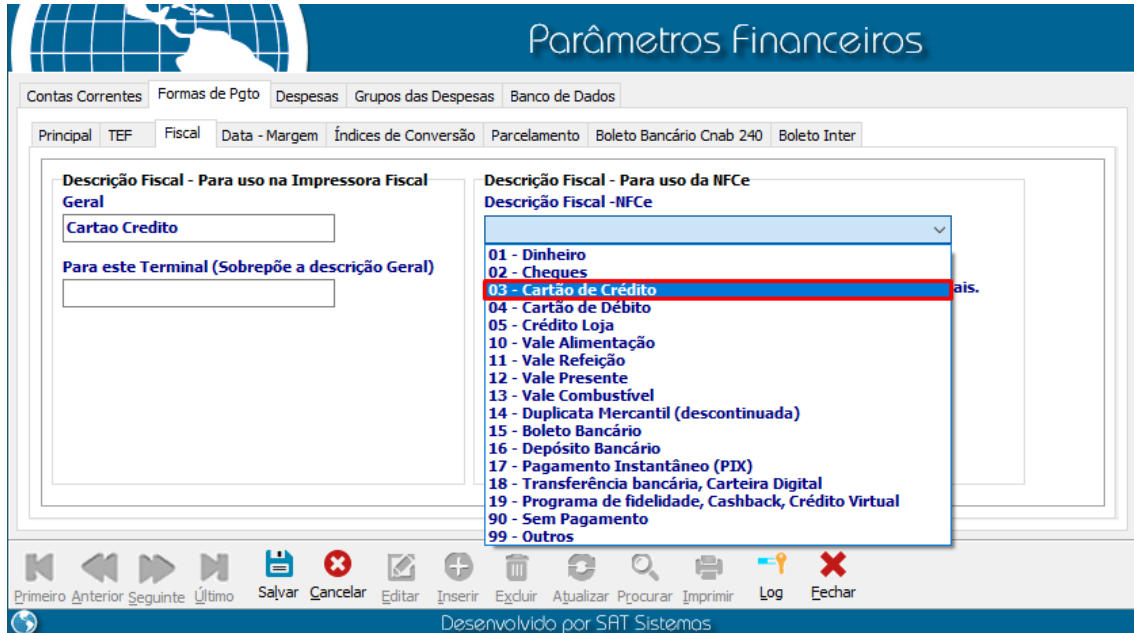 Parâmetros Financeiros
Contas Correntes Formas de Pgto Despesas Grupos das Despesas Banco de Dados
Principal TEF Fiscal Data - Margem Índices de Conversão Parcelamento Boleto Bancário Cnab 240 Boleto Inter
Descrição Fiscal - Para uso na Impressora Fiscal
Geral
Cartao Credito
Para este Terminal (Sobrepõe a descrição Geral)
Descrição Fiscal - Para uso da NFCe
Descrição Fiscal -NFCe
01 - Dinheiro
02 - Cheques
03 - Cartão de Crédito
ais.
04 - Cartão de Débito
05 - Crédito Loja
10 - Vale Alimentação
11 - Vale Refeição
12 - Vale Presente
13 - Vale Combustível
14 - Duplicata Mercantil (descontinuada)
15 - Boleto Bancário
16 - Depósito Bancário
17 - Pagamento Instantâneo (PIX)
18 - Transferência bancária, Carteira Digital
19 - Programa de fidelidade, Cashback, Crédito Virtual
90 - Sem Pagamento
99 - Outros
Primeiro Anterior Seguinte Último Salvar Cancelar Editar Inserir Excluir Atualizar Procurar Imprimir Log Fechar
Desenvolvido por SAT Sistemas